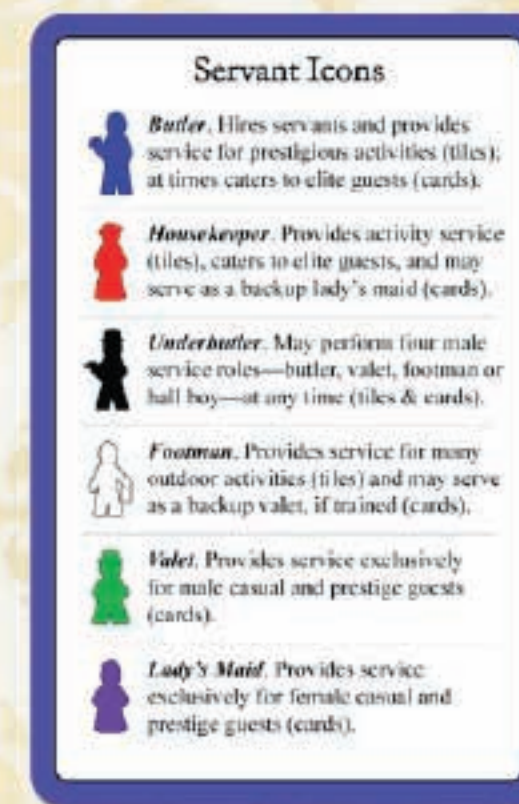 Servant Icons
Butler. Hires servants and provides
service for prestigious activities (tiles);
at times caters to elite guests (cards).
Housekeeper. Provides activity service
(tiles), caters to elite guests, and may
serve as a backup lady's maid (cards).
Underbutler. May perform four male
service roles—butler, valet, footman or
hall boy—at any time (tiles & cards).
Footman. Provides service for many
outdoor activities (tiles) and may serve
as a backup valet, if trained (cards).
Valet. Provides service exclusively
for male casual and prestige guests
(cards).
Lady's Maid. Provides service
exclusively for female casual and
prestige guests (cards).